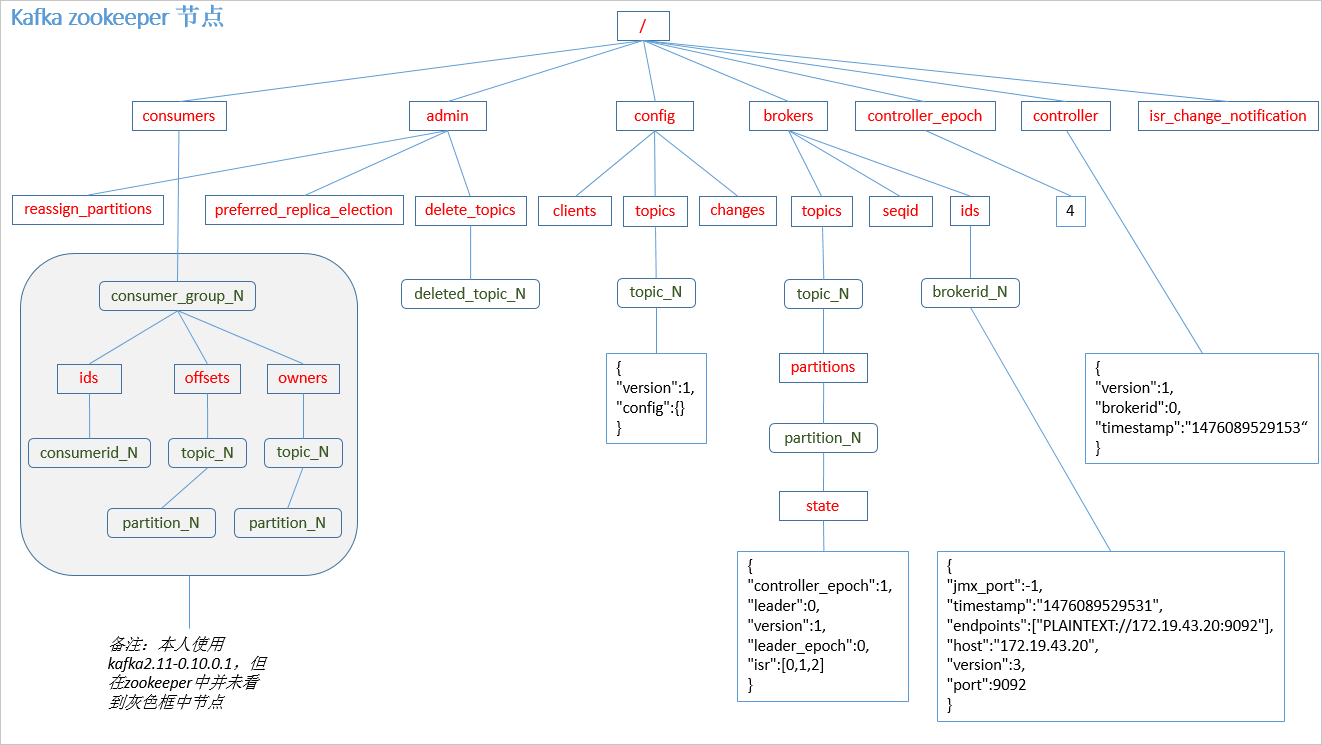 Kafka zookeeper 节点
/
consumers
admin
config
brokers
controller_epoch
controller
isr_change_notification
reassign_partitions
preferred_replica_election
delete_topics
clients
topics
changes
topics
seqid
ids
4
consumer_group_N
deleted_topic_N
topic_N
topic_N
brokerid_N
ids
offsets
owners
consumerid_N
topic_N
topic_N
partition_N
partition_N
{
"version":1,
"config":{}
}
partitions
partition_N
state
{
"version":1,
"brokerid":0,
"timestamp":"1476089529153“
}
{
"controller_epoch":1,
"leader":0,
"version":1,
"leader_epoch":0,
"isr":[0,1,2]
}
{
"jmx_port":-1,
"timestamp":"1476089529531",
"endpoints":["PLAINTEXT://172.19.43.20:9092"],
"host":"172.19.43.20",
"version":3,
"port":9092
}
备注：本人使用
kafka2.11-0.10.0.1，但
在zookeeper中并未看
到灰色框中节点